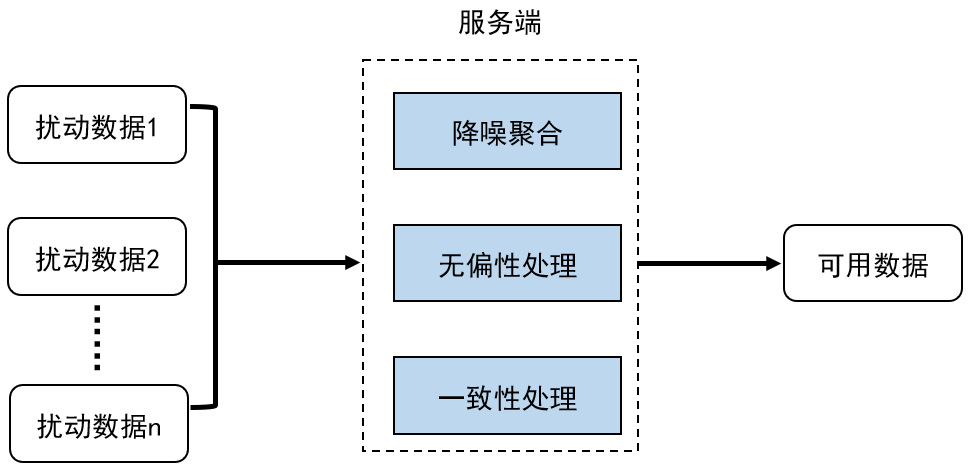 服务端
扰动数据1
扰动数据2
扰动数据n
降噪聚合
无偏性处理
一致性处理
可用数据